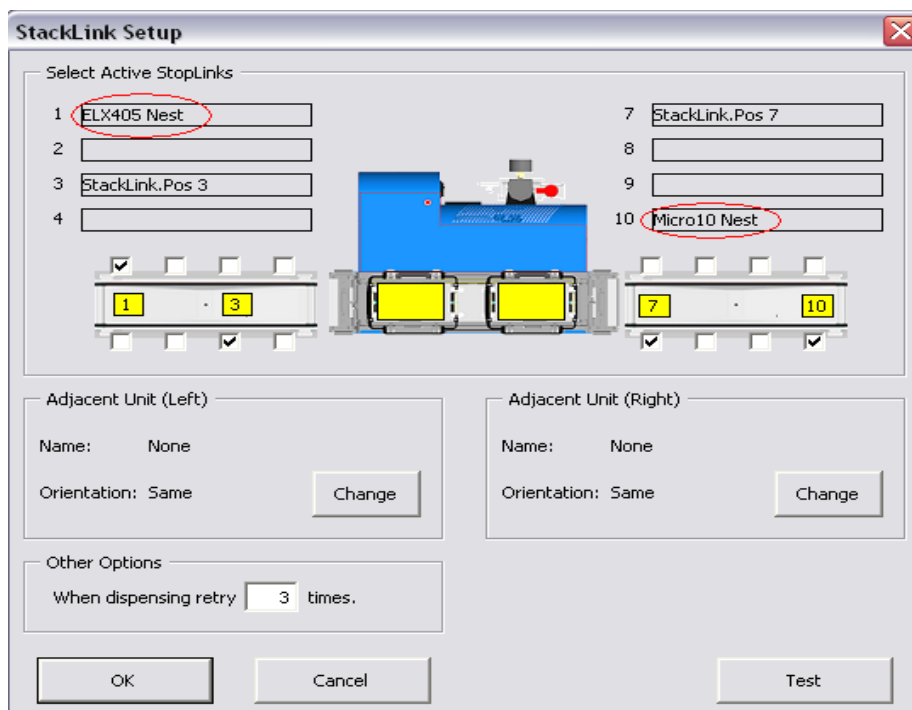 StackLink Setup
Select Active StopLinks
1 ELX405 Nest
2
3 StackLink.Pos 3
4
7 StackLink.Pos 7
8
9
10 Micro10 Nest
1 3
7 10
Adjacent Unit (Left)
Name: None
Orientation: Same
Change
Adjacent Unit (Right)
Name: None
Orientation: Same
Change
Other Options
When dispensing retry 3 times.
OK
Cancel
Test